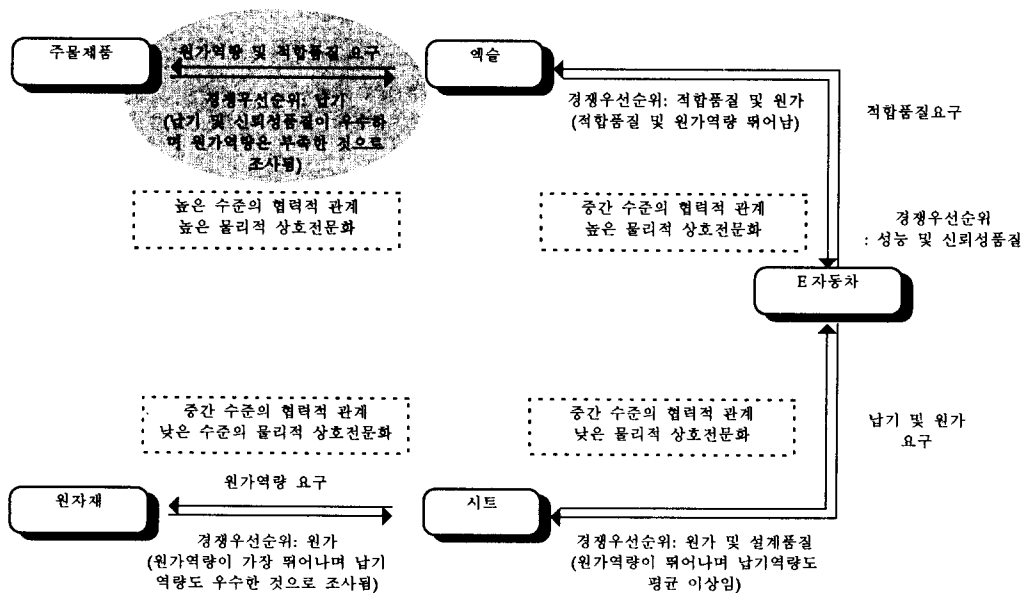 주물제품
원가역량 및 적합품질 요구
엑슬
경쟁우선순위: 납기
(납기 및 신뢰성품질이 우수하
며 원가역량은 부족한 것으로
조사됨)
경쟁우선순위: 적합품질 및 원가
(적합품질 및 원가역량 뛰어남)
적합품질요구
높은 수준의 협력적 관계
높은 물리적 상호전문화
중간 수준의 협력적 관계
높은 물리적 상호전문화
경쟁우선순위
: 성능 및 신뢰성품질
E자동차
중간 수준의 협력적 관계
낮은 수준의 물리적 상호전문화
중간 수준의 협력적 관계
낮은 물리적 상호전문화
납기 및 원가
요구
원자재
원가역량 요구
시트
경쟁우선순위: 원가
(원가역량이 가장 뛰어나며 납기
역량도 우수한 것으로 조사됨)
경쟁우선순위: 원가 및 설계품질
(원가역량이 뛰어나며 납기역량도
평균 이상임)